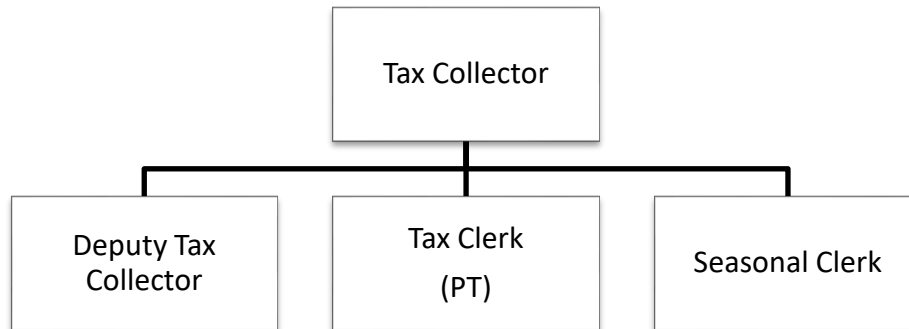 Tax Collector
Deputy Tax
Collector
Tax Clerk
(PT)
Seasonal Clerk